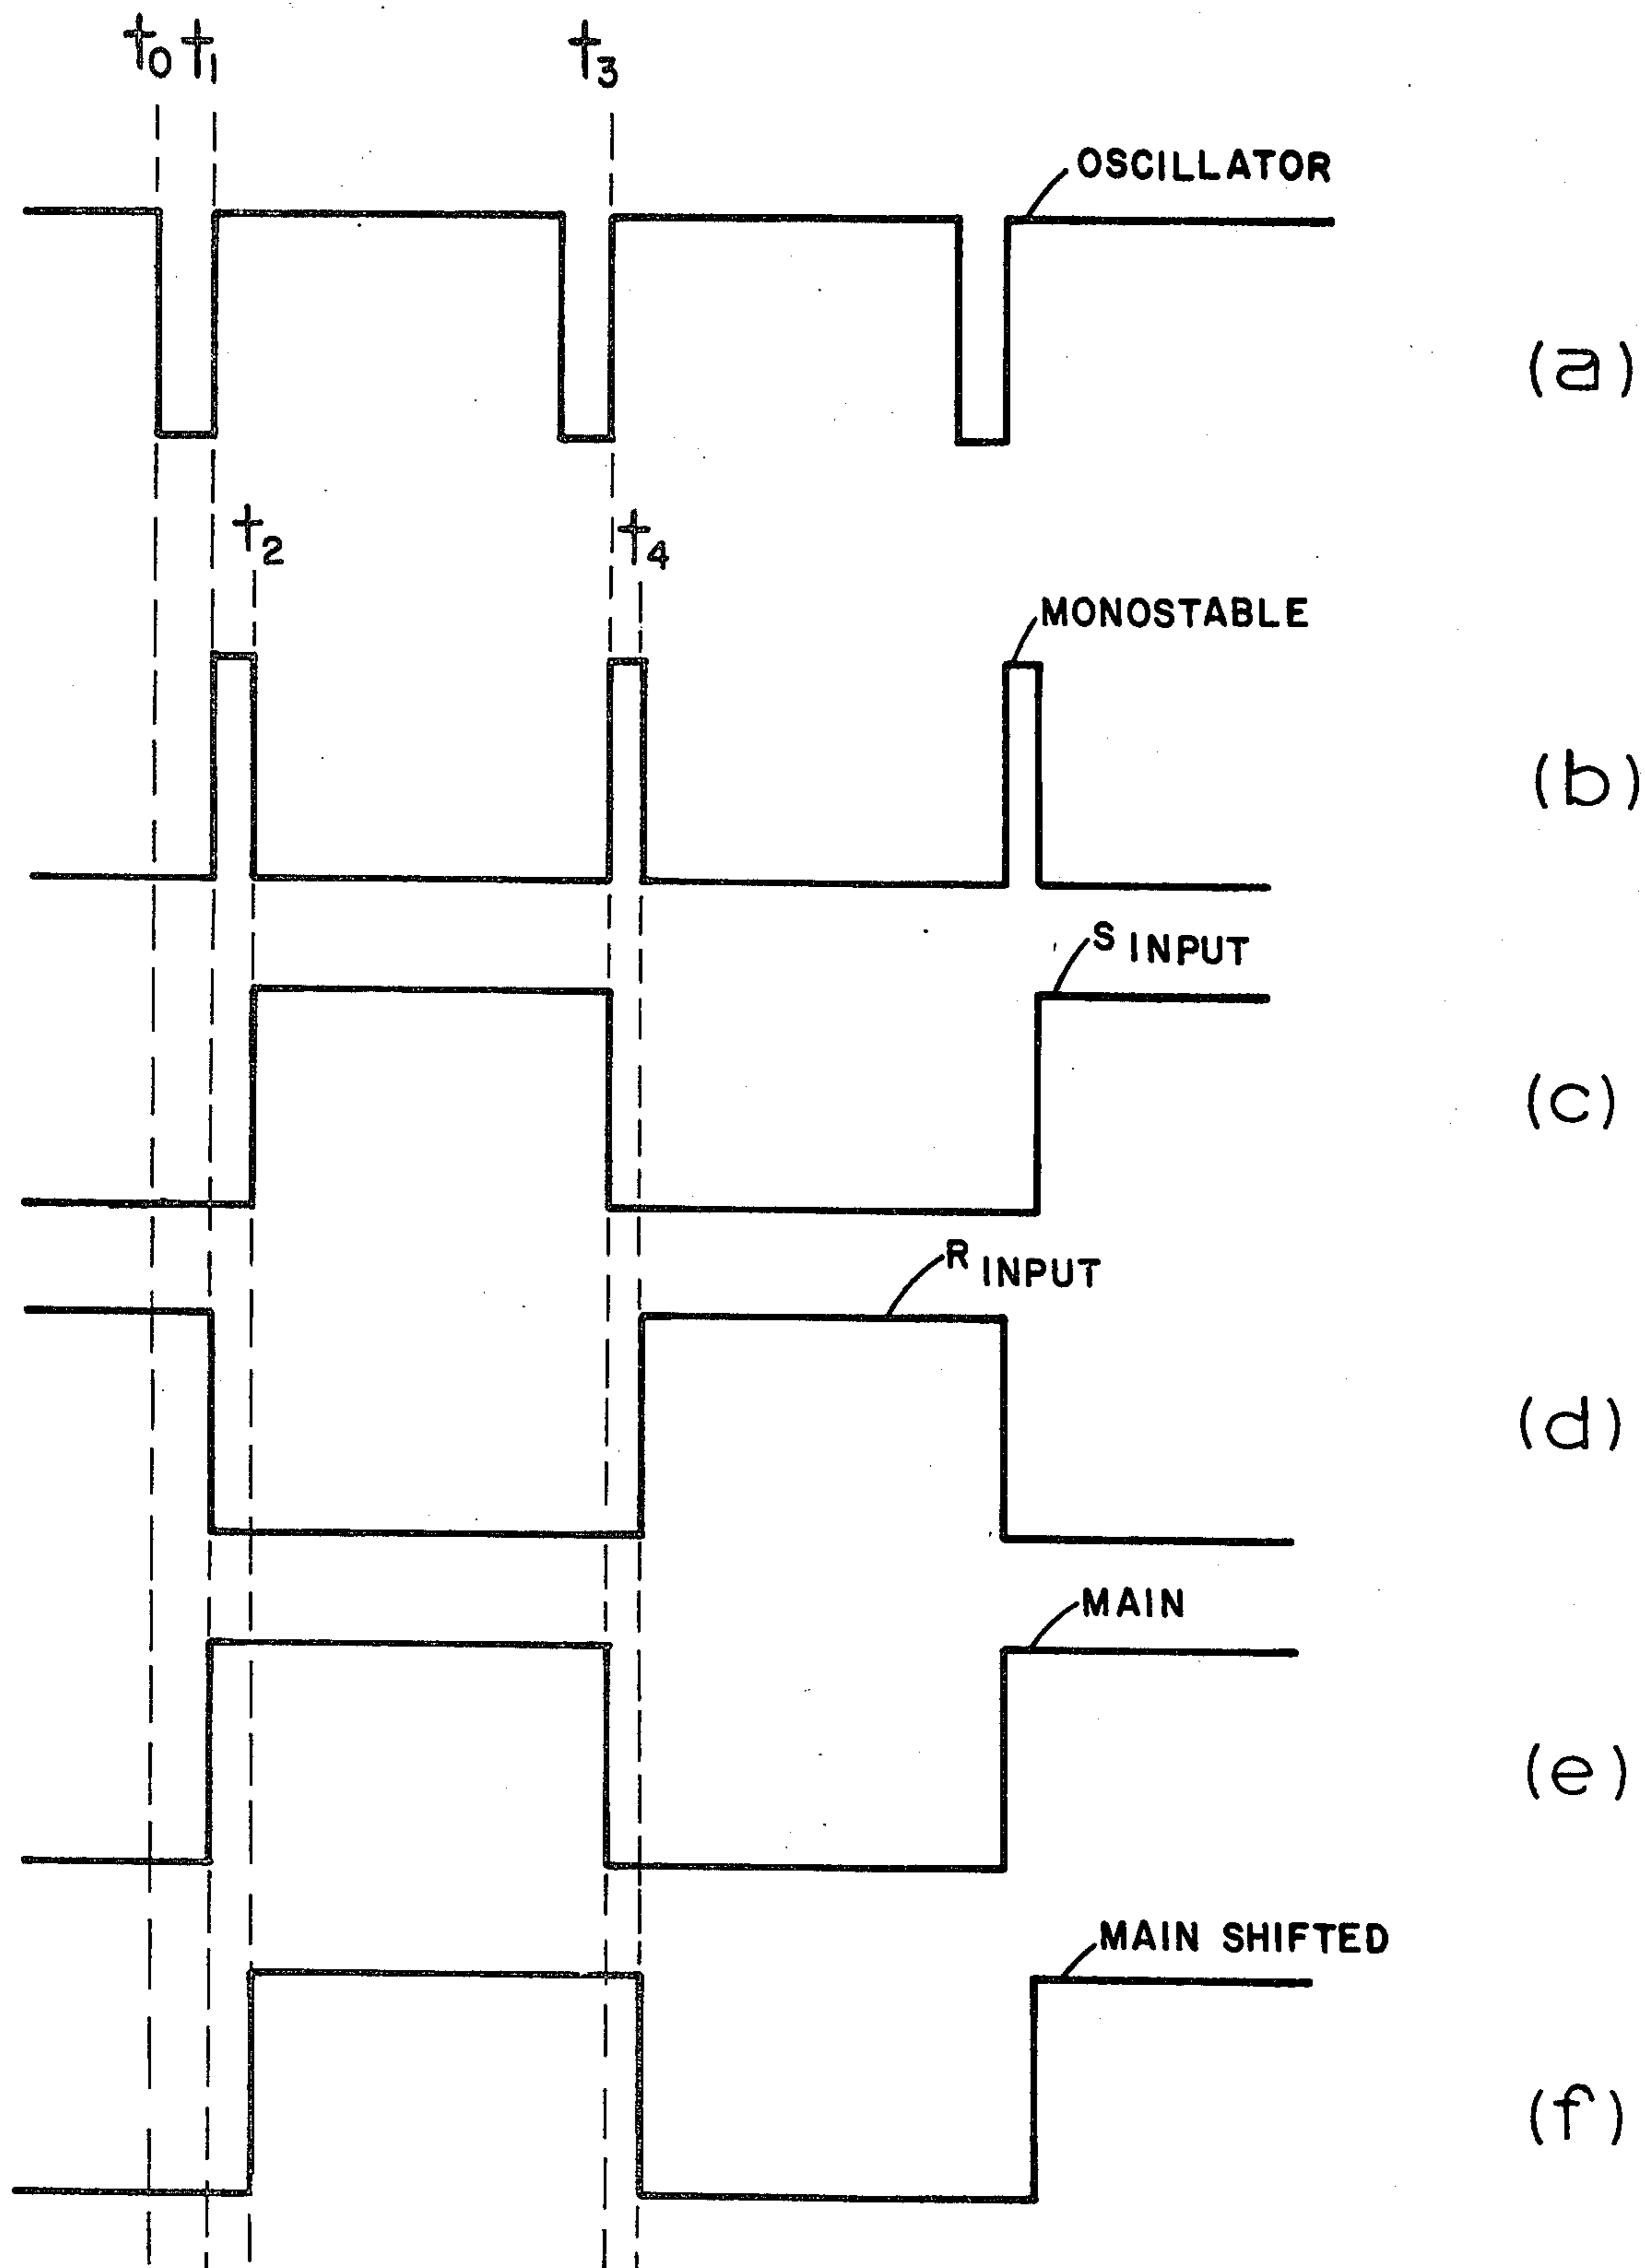 t0 t1 t3
OSCILLATOR
(a)
t2 t4
MONOSTABLE
(b)
S INPUT
(c)
R INPUT
(d)
MAIN
(e)
MAIN SHIFTED
(f)